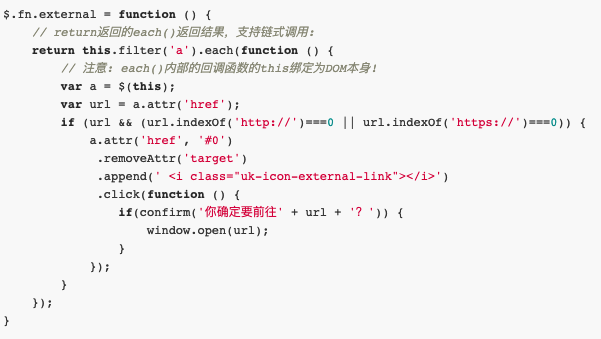 $.fn.external = function () {
    // return返回的each()返回结果，支持链式调用:
    return this.filter('a').each(function () {
        // 注意: each()内部的回调函数的this绑定为DOM本身!
        var a = $(this);
        var url = a.attr('href');
        if (url && (url.indexOf('http://')===0 || url.indexOf('https://')===0)) {
            a.attr('href', '#0')
             .removeAttr('target')
             .append(' <i class="uk-icon-external-link"></i>')
             .click(function () {
                if(confirm('你确定要前往' + url + '？')) {
                    window.open(url);
                }
            });
        }
    });
}